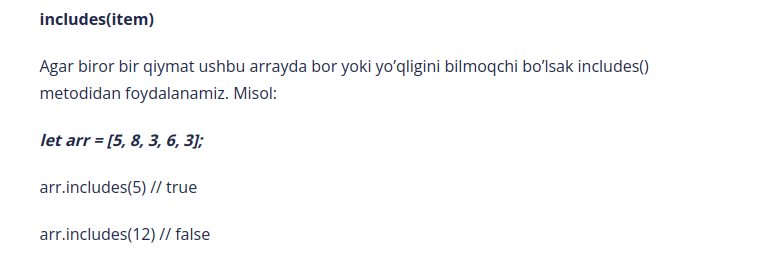 includes(item)
Agar biror bir qiymat ushbu arrayda bor yoki yo’qligini bilmoqchi bo’lsak includes()
metodidan foydalanamiz. Misol:
let arr = [5, 8, 3, 6, 3];
arr.includes(5) // true
arr.includes(12) // false